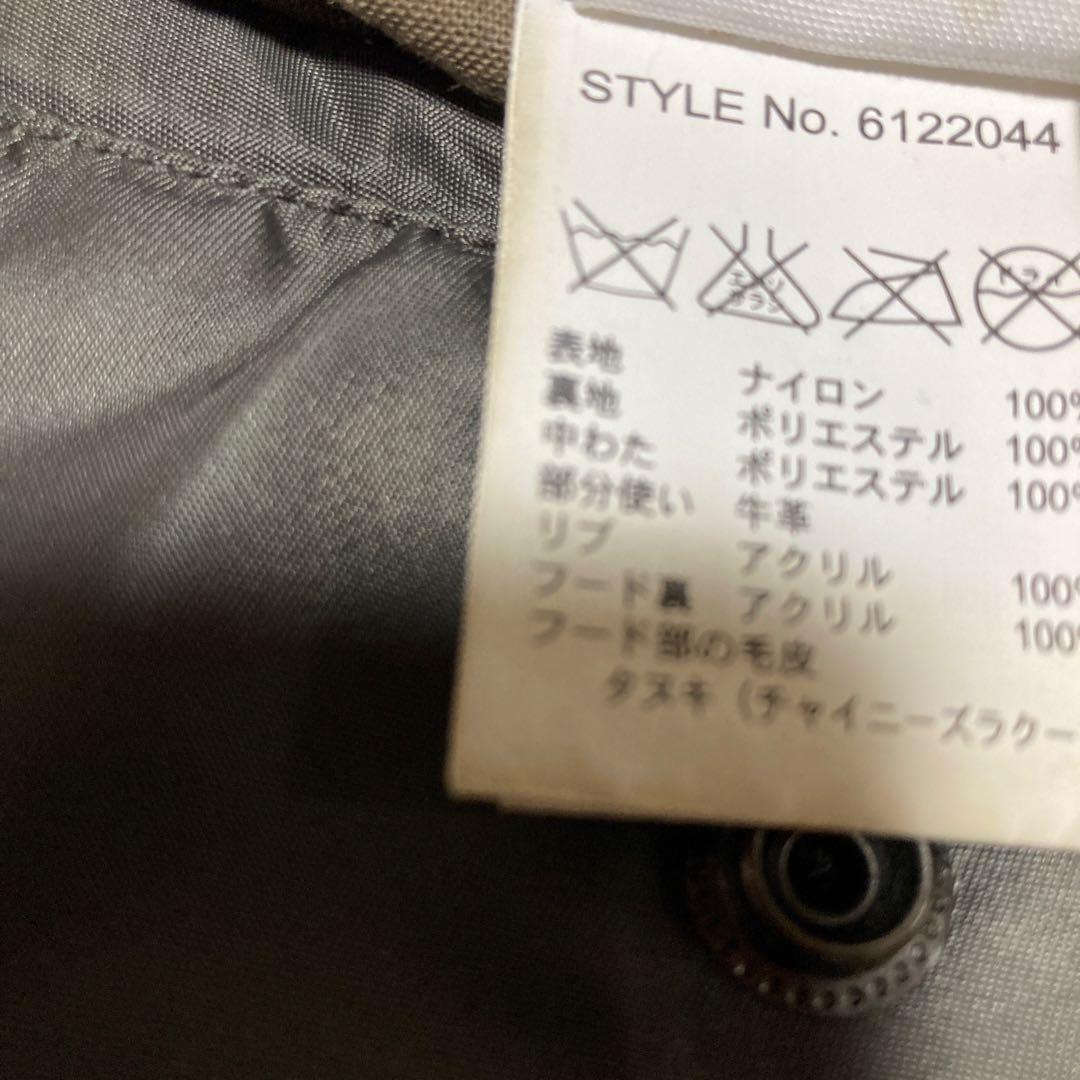 STYLE No. 6122044
エンソ
サラシ
ドライ
表地 ナイロン 100%
裏地 ポリエステル 100%
中わた ポリエステル 100%
部分使い 牛革
リブ アクリル 100%
フード裏 アクリル 100%
フード部の毛皮
タヌキ（チャイニーズラクー